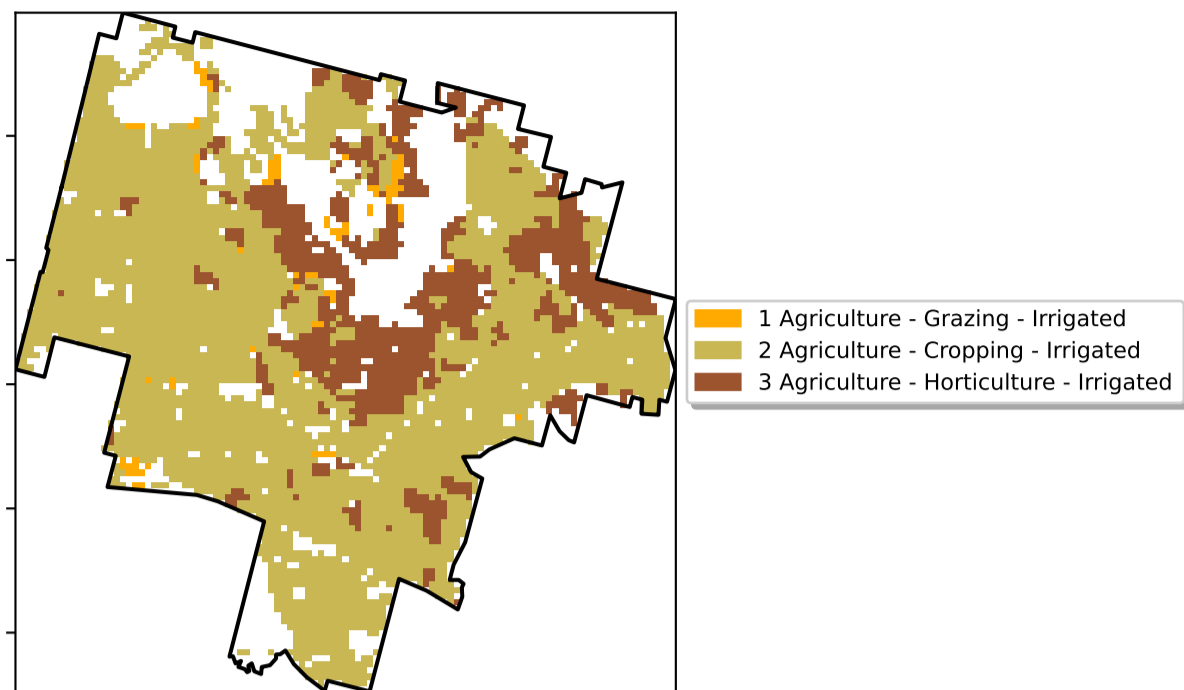 1 Agriculture - Grazing - Irrigated
2 Agriculture - Cropping - Irrigated
3 Agriculture - Horticulture - Irrigated